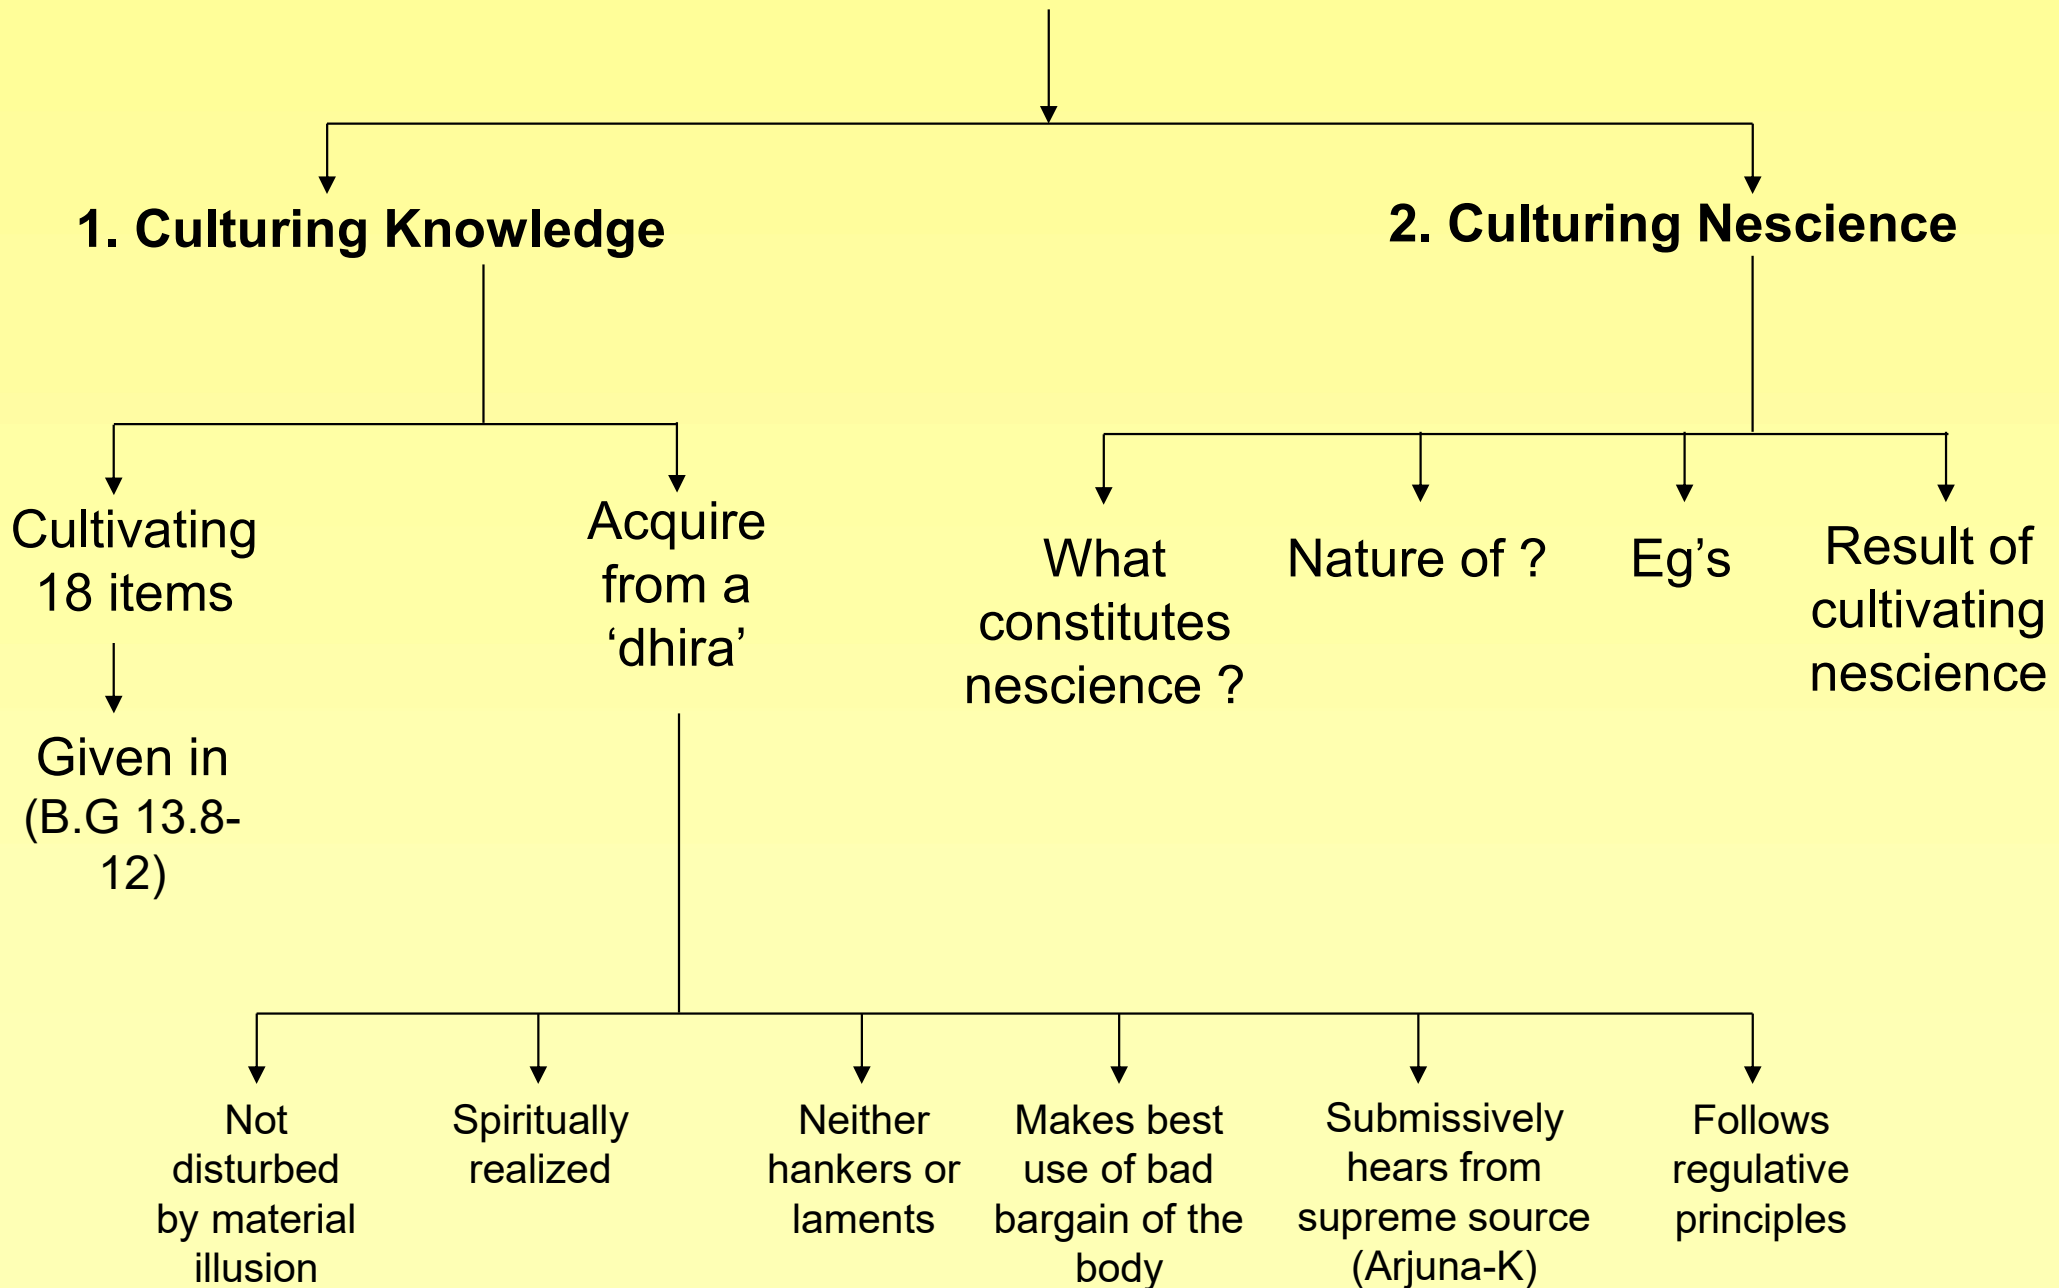 1. Culturing Knowledge
2. Culturing Nescience
Cultivating
18 items
Given in
(B.G 13.8-
12)
Acquire
from a
‘dhira’
What
constitutes
nescience ?
Nature of ?
Eg’s
Result of
cultivating
nescience
Not
disturbed
by material
illusion
Spiritually
realized
Neither
hankers or
laments
Makes best
use of bad
bargain of the
body
Submissively
hears from
supreme source
(Arjuna-K)
Follows
regulative
principles